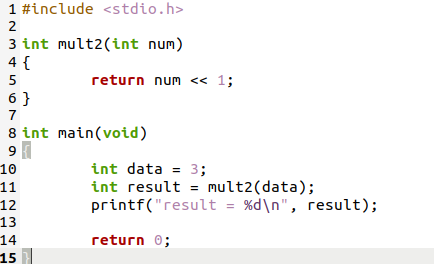 1 #include <stdio.h>
2
3 int mult2(int num)
4 {
5         return num << 1;
6 }
7
8 int main(void)
9 {
10         int data = 3;
11         int result = mult2(data);
12         printf("result = %d\n", result);
13
14         return 0;
15 }